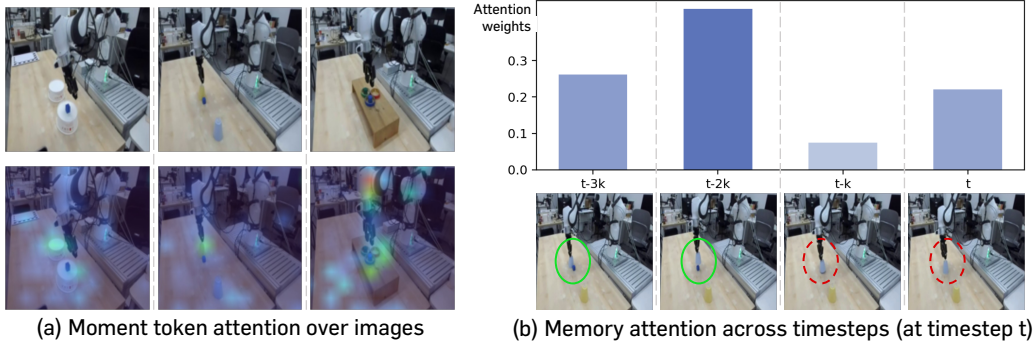 Attention
weights
0.3
0.2
0.1
0.0
t-3k
t-2k
t-k
t
(a) Moment token attention over images
(b) Memory attention across timesteps (at timestep t)